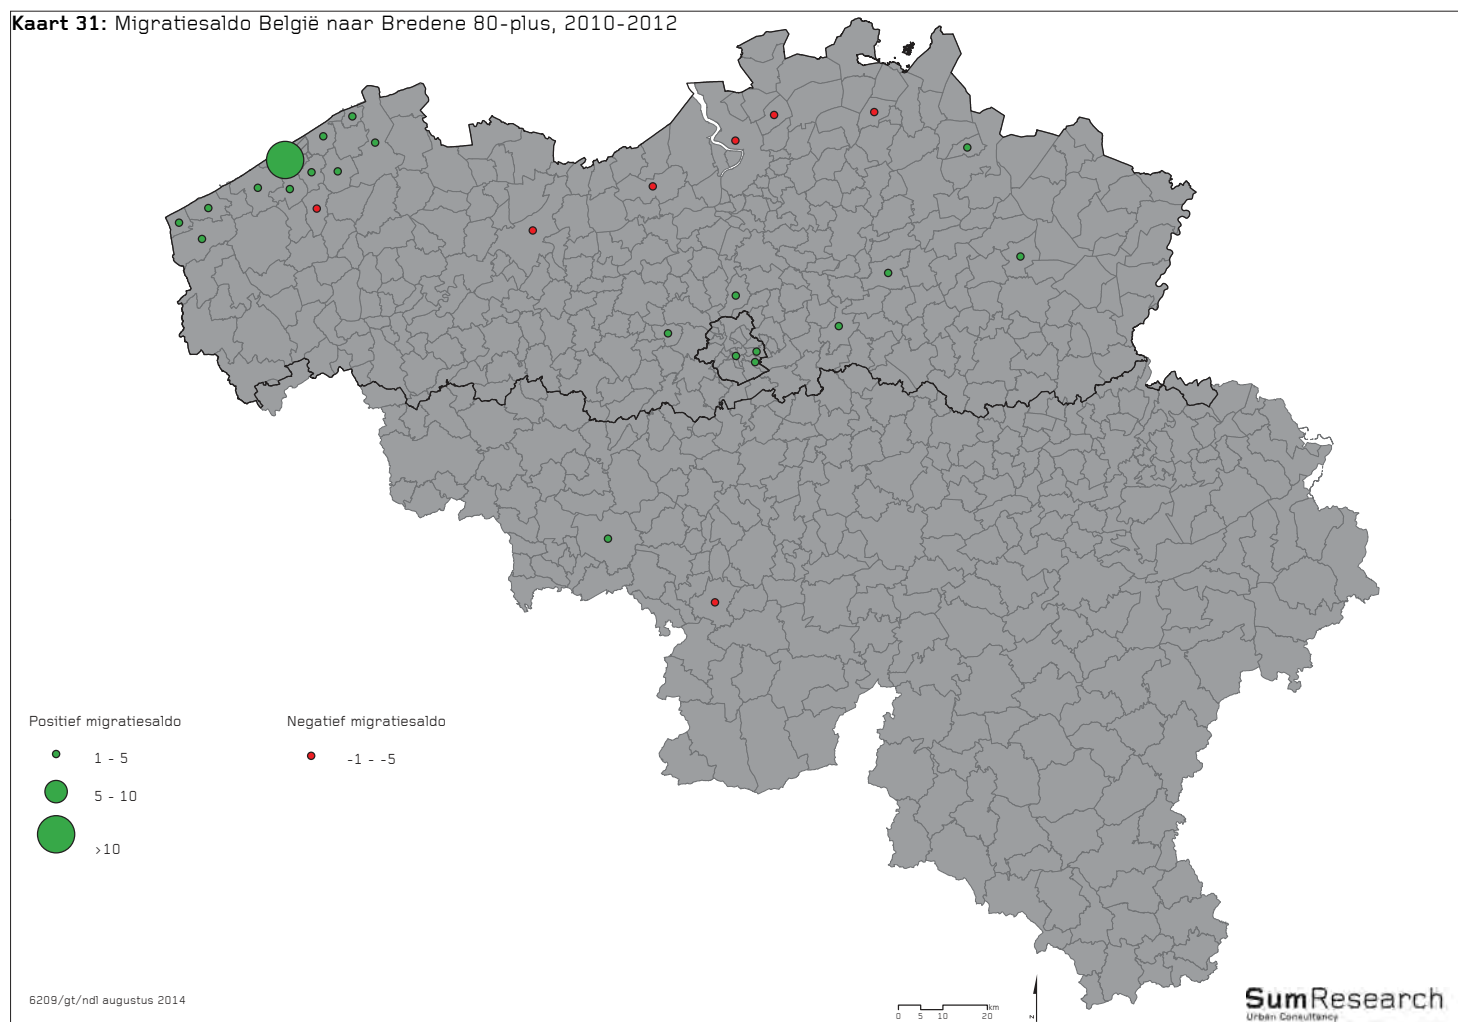 Kaart 31: Migratiesaldo België naar Bredene 80-plus, 2010-2012
Positief migratiesaldo
1 - 5
5 - 10
>10
Negatief migratiesaldo
-1 - -5
6209/gt/ndl augustus 2014
km
0 5 10 20
N
SumResearch
Urban Consultancy